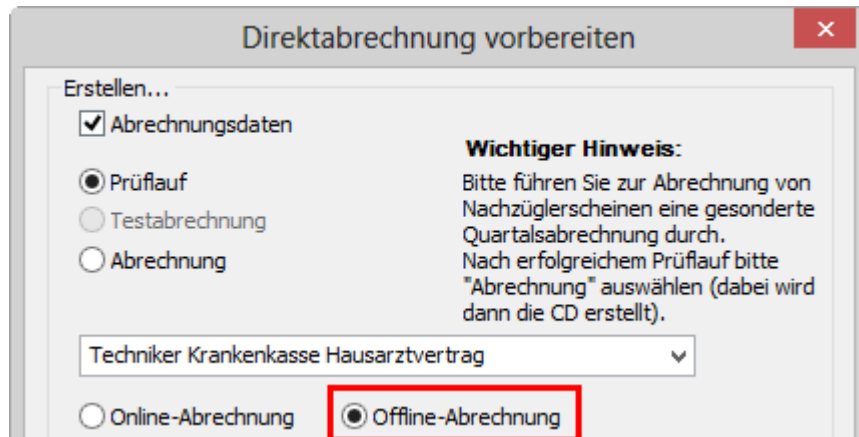 Direktabrechnung vorbereiten
Erstellen...
Abrechnungsdaten
Prüflauf
Testabrechnung
Abrechnung
Wichtiger Hinweis:
Bitte führen Sie zur Abrechnung von
Nachzüglerscheinen eine gesonderte
Quartalsabrechnung durch.
Nach erfolgreichem Prüflauf bitte
"Abrechnung" auswählen (dabei wird
dann die CD erstellt).
Techniker Krankenkasse Hausarztvertrag
Online-Abrechnung Offline-Abrechnung